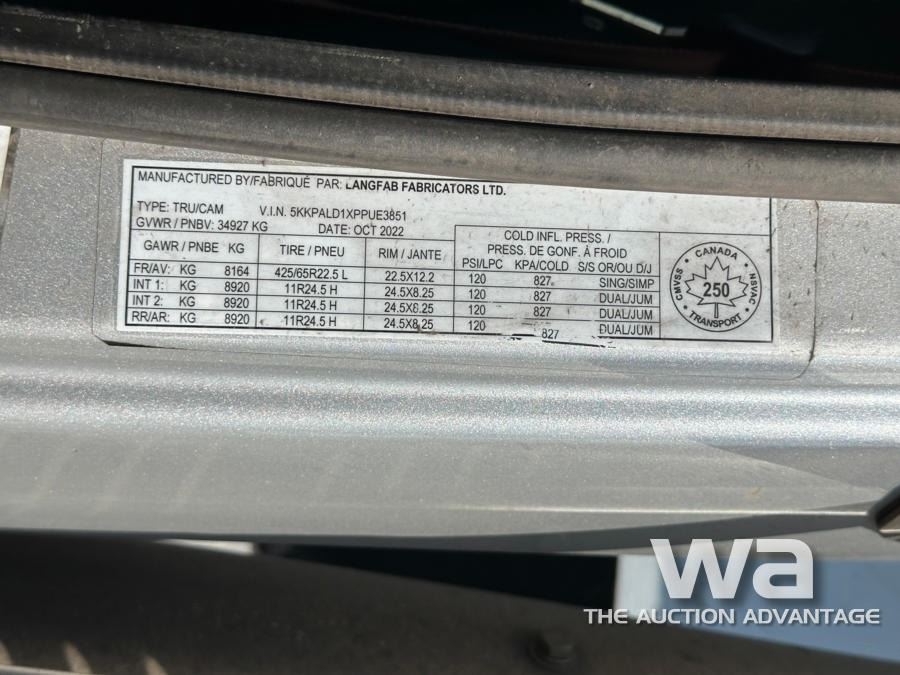 MANUFACTURED BY/FABRIQUÉ PAR: LANGFAB FABRICATORS LTD.
TYPE: TRU/CAM V.I.N. 5KKPALD1XPPUE3851
GVWR / PNBV: 34927 KG DATE: OCT 2022
GAWR / PNBE KG TIRE / PNEU RIM / JANTE COLD INFL. PRESS. /
PRESS. DE GONF. À FROID
PSI/LPC KPA/COLD S/S OR/OU D/J
FR/AV: KG 8164 425/65R22.5 L 22.5X12.2 120 827 SING/SIMP
INT 1: KG 8920 11R24.5 H 24.5X8.25 120 827 DUAL/JUM
INT 2: KG 8920 11R24.5 H 24.5X8.25 120 827 DUAL/JUM
RR/AR: KG 8920 11R24.5 H 24.5X8.25 120 827 DUAL/JUM
CANADA
CMVSS 250 NSVAC
TRANSPORT
wa
THE AUCTION ADVANTAGE